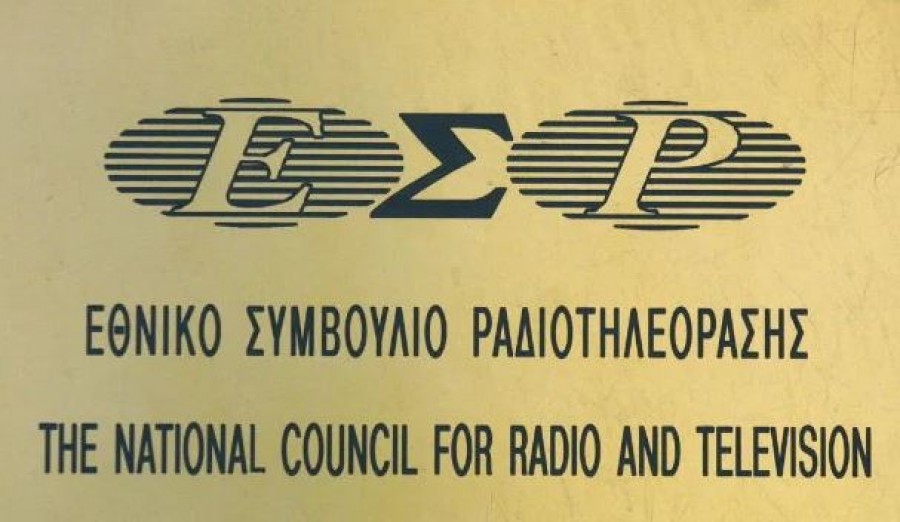 ΕΣΡ
ΕΘΝΙΚΟ ΣΥΜΒΟΥΛΙΟ ΡΑΔΙΟΤΗΛΕΟΡΑΣΗΣ
THE NATIONAL COUNCIL FOR RADIO AND TELEVISION